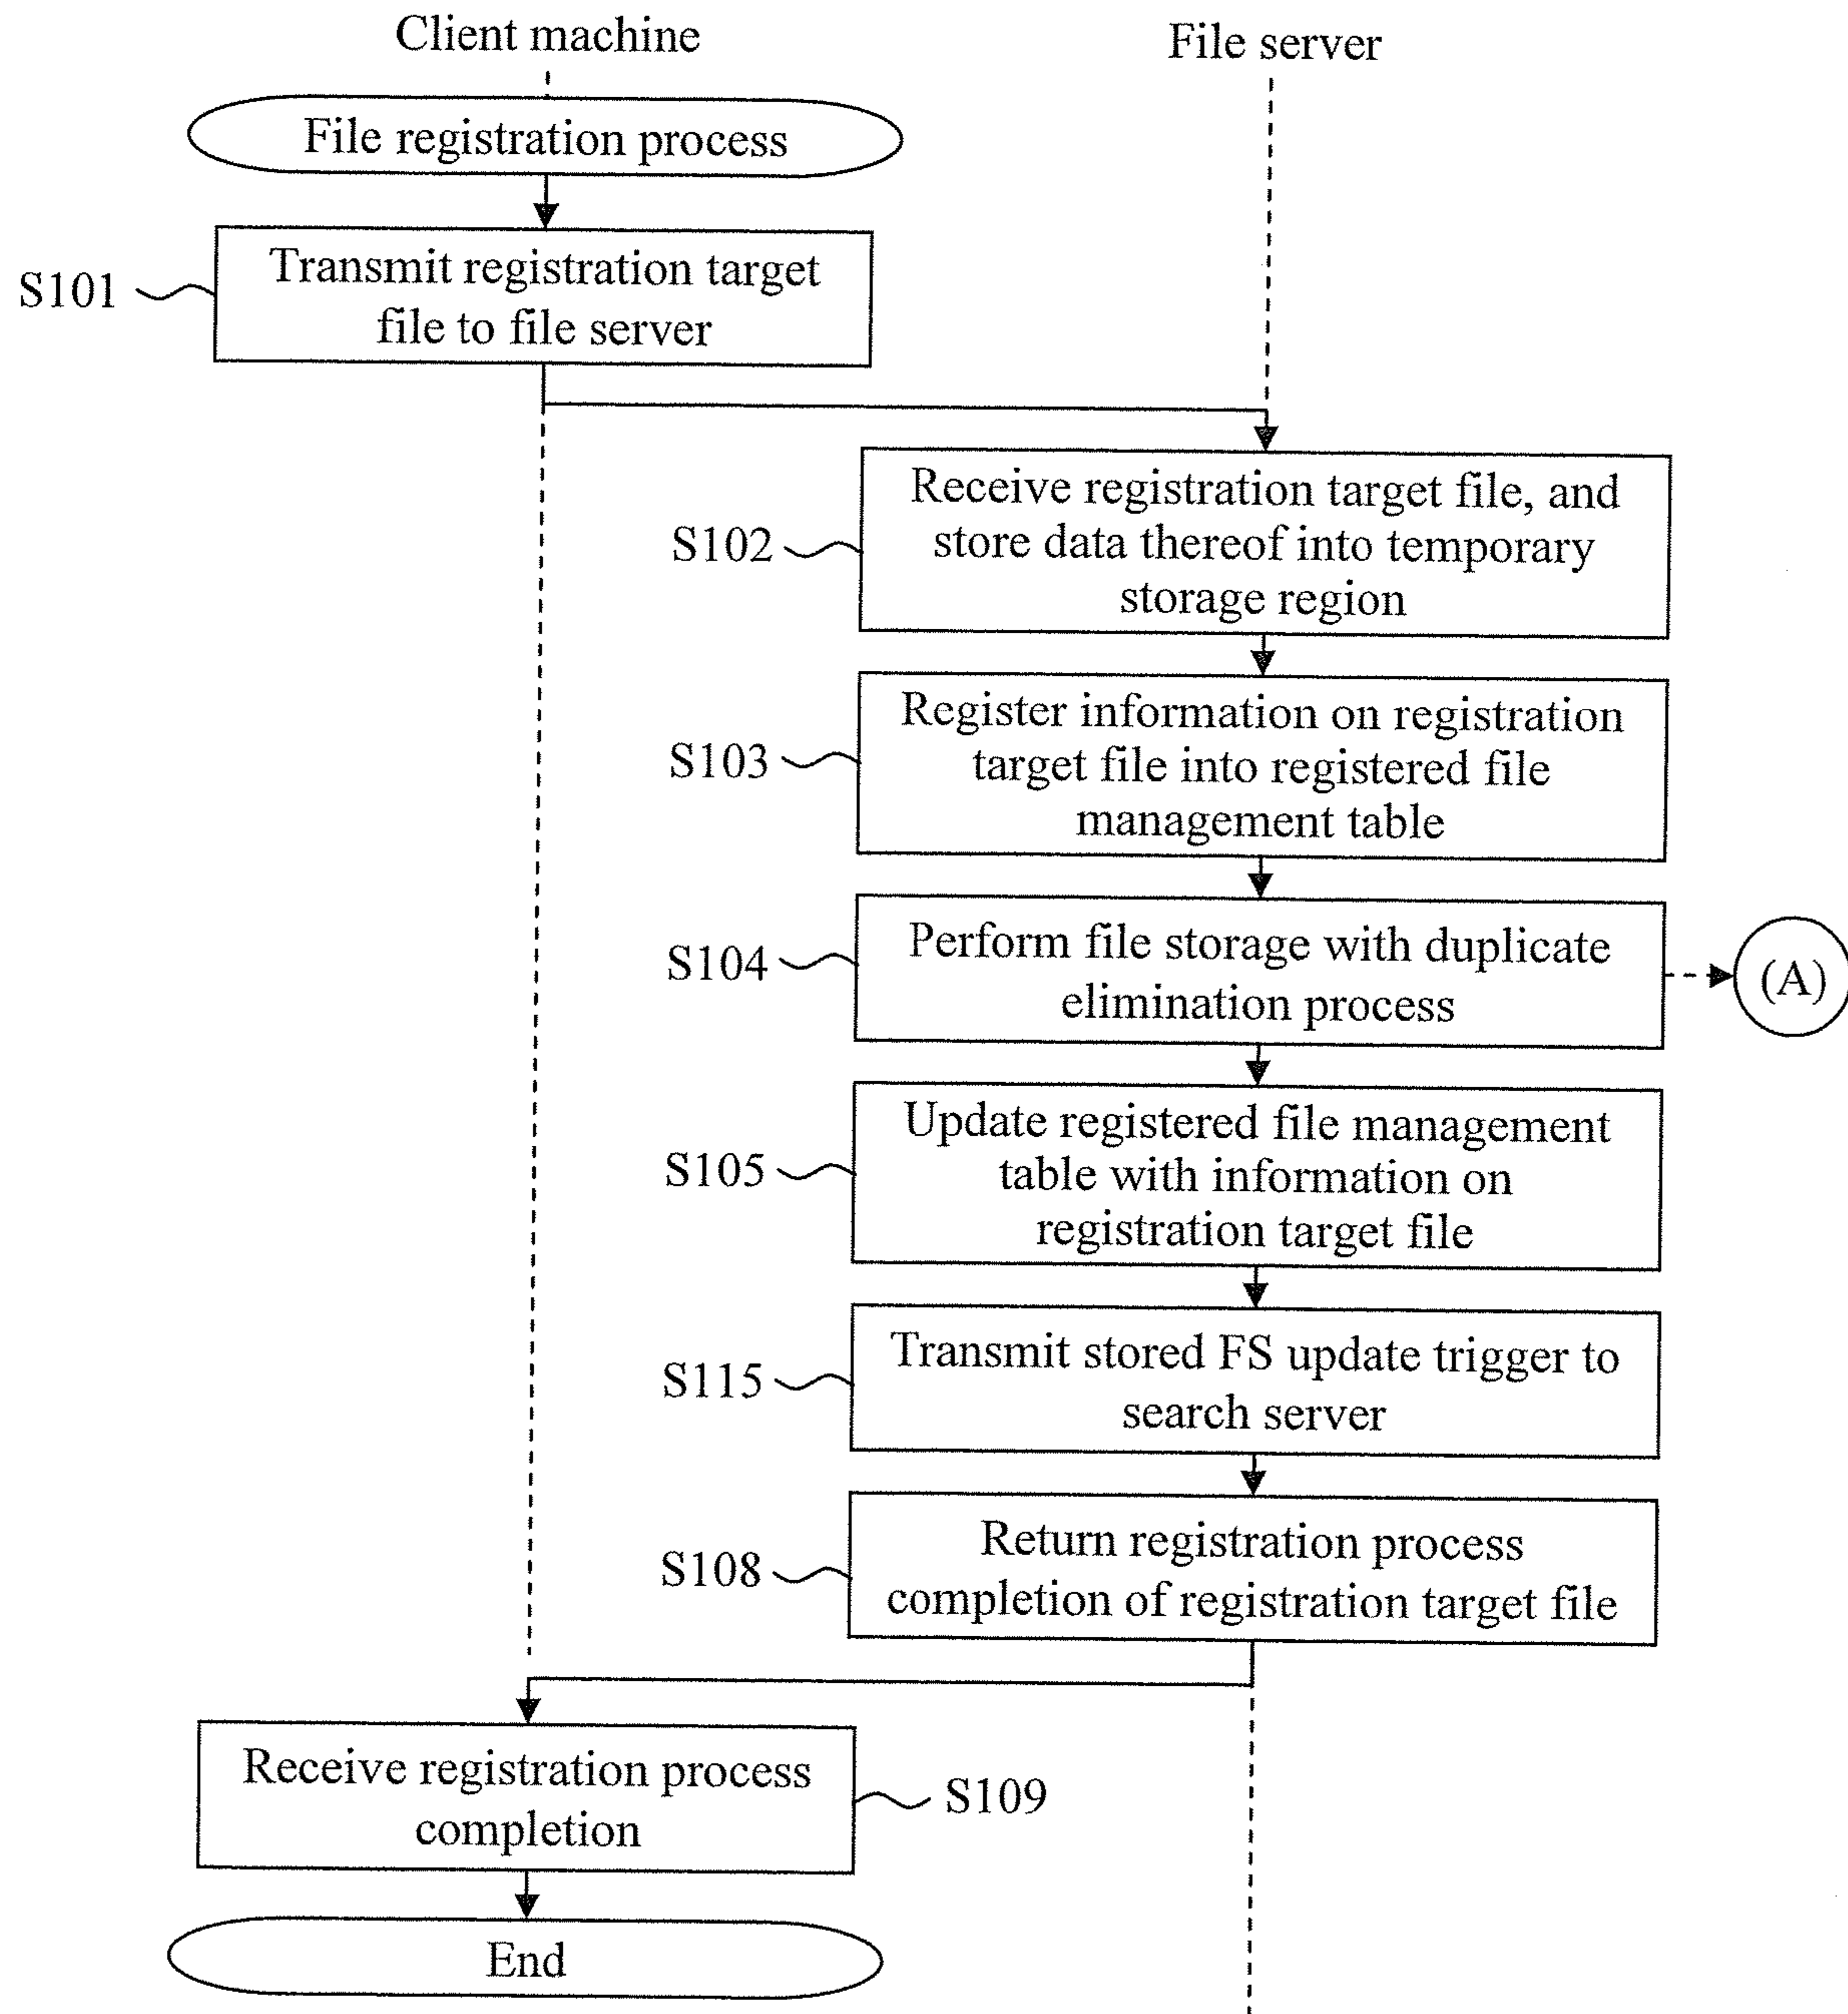 Client machine
File server
File registration process
S101
Transmit registration target
file to file server
S102
Receive registration target file, and
store data thereof into temporary
storage region
S103
Register information on registration
target file into registered file
management table
S104
Perform file storage with duplicate
elimination process
(A)
S105
Update registered file management
table with information on
registration target file
S115
Transmit stored FS update trigger to
search server
S108
Return registration process
completion of registration target file
Receive registration process
completion
S109
End